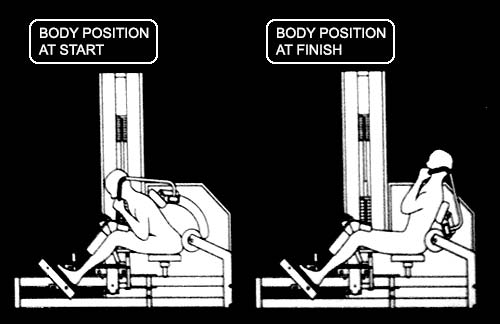 BODY POSITION
AT START
BODY POSITION
AT FINISH